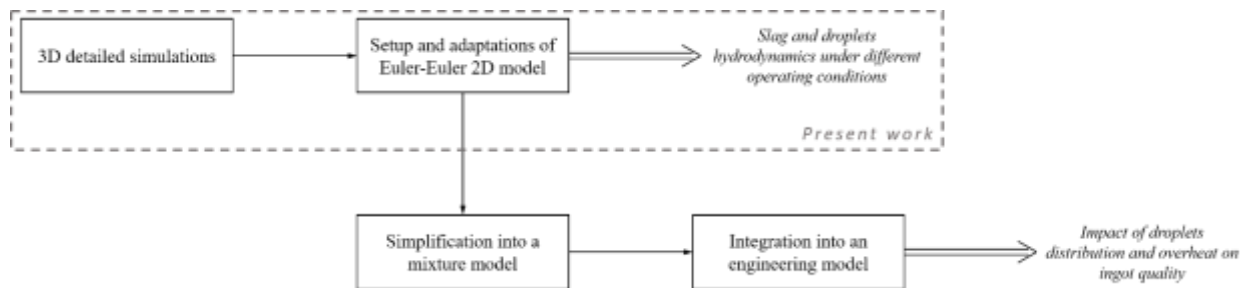 3D detailed simulations
Setup and adaptations of
Euler-Euler 2D model
Slag and droplets
hydrodynamics under different
operating conditions
Present work
Simplification into a
mixture model
Integration into an
engineering model
Impact of droplets
distribution and overheat on
ingot quality